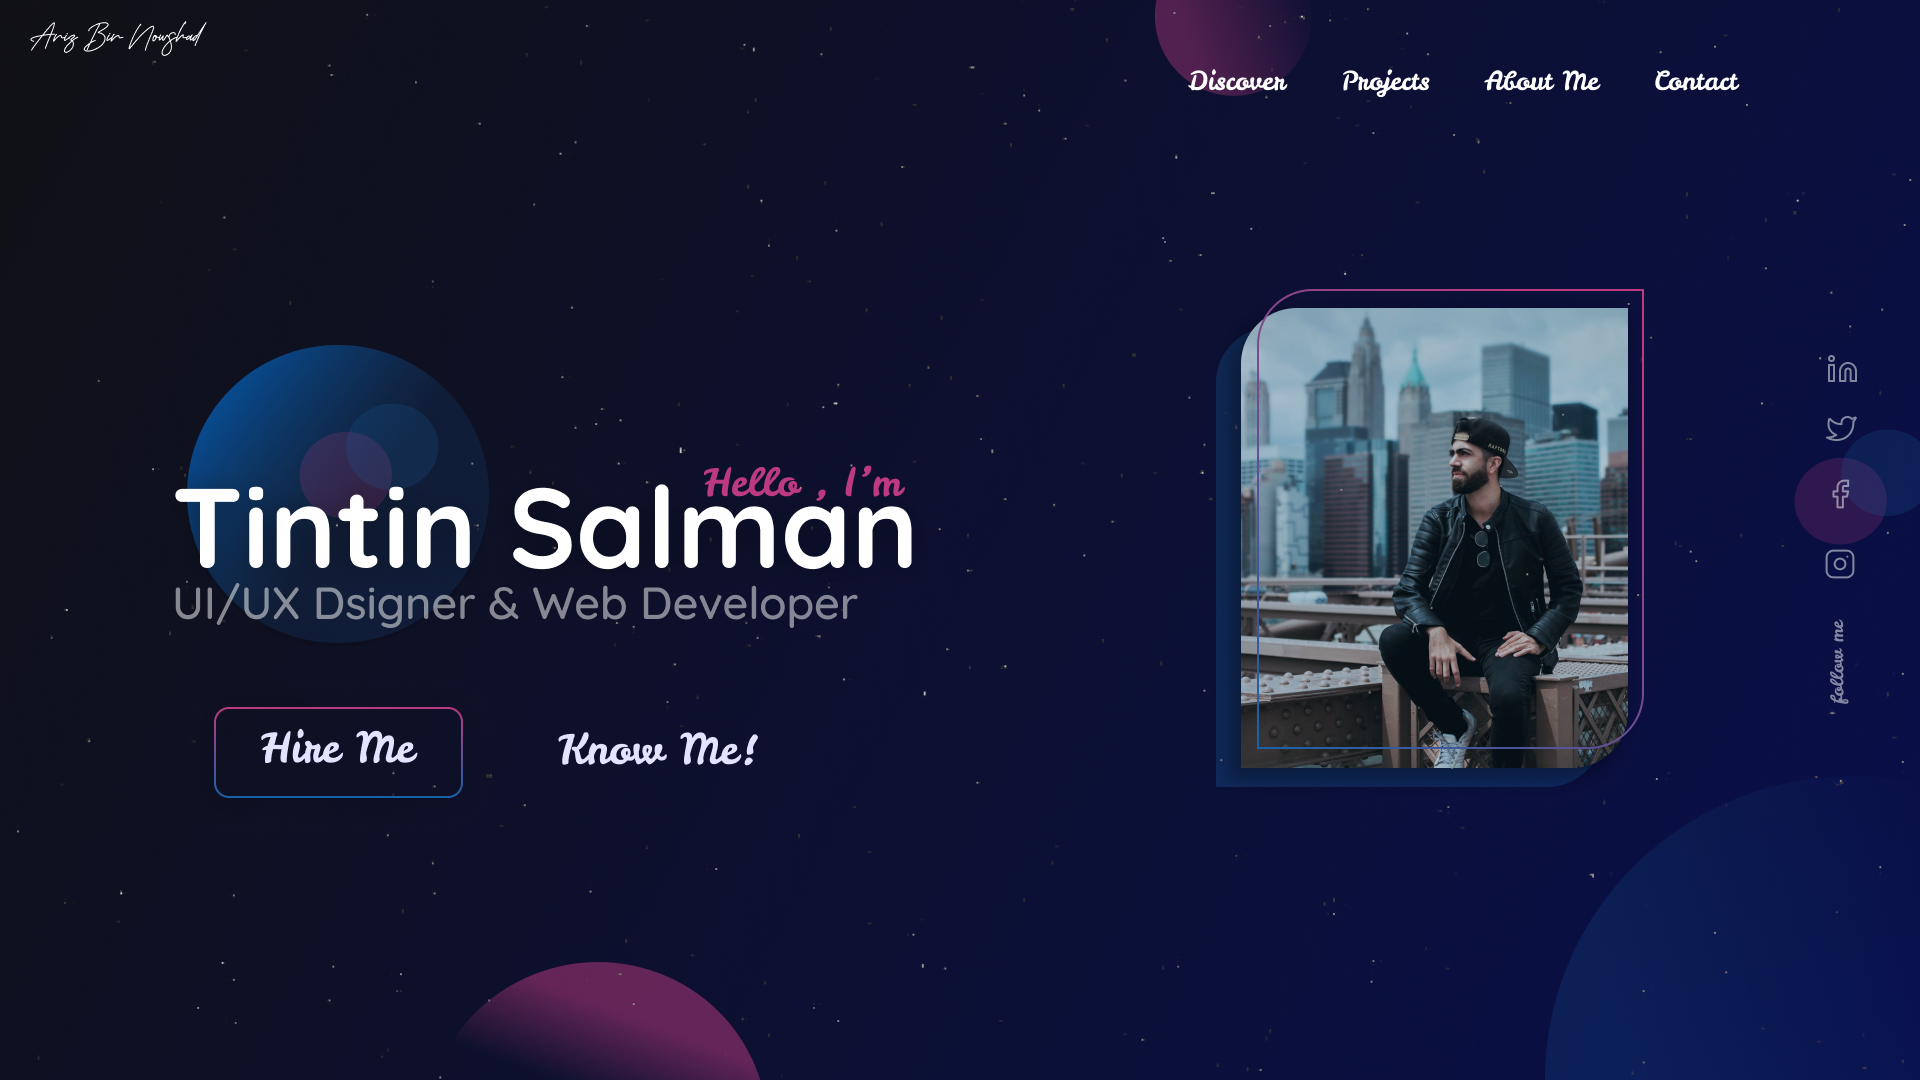 Ariz Bin Nowshad
Discover Projects About Me Contact
Hello , I'm
Tintin Salman
UI/UX Dsigner & Web Developer
Hire Me Know Me!
follow me